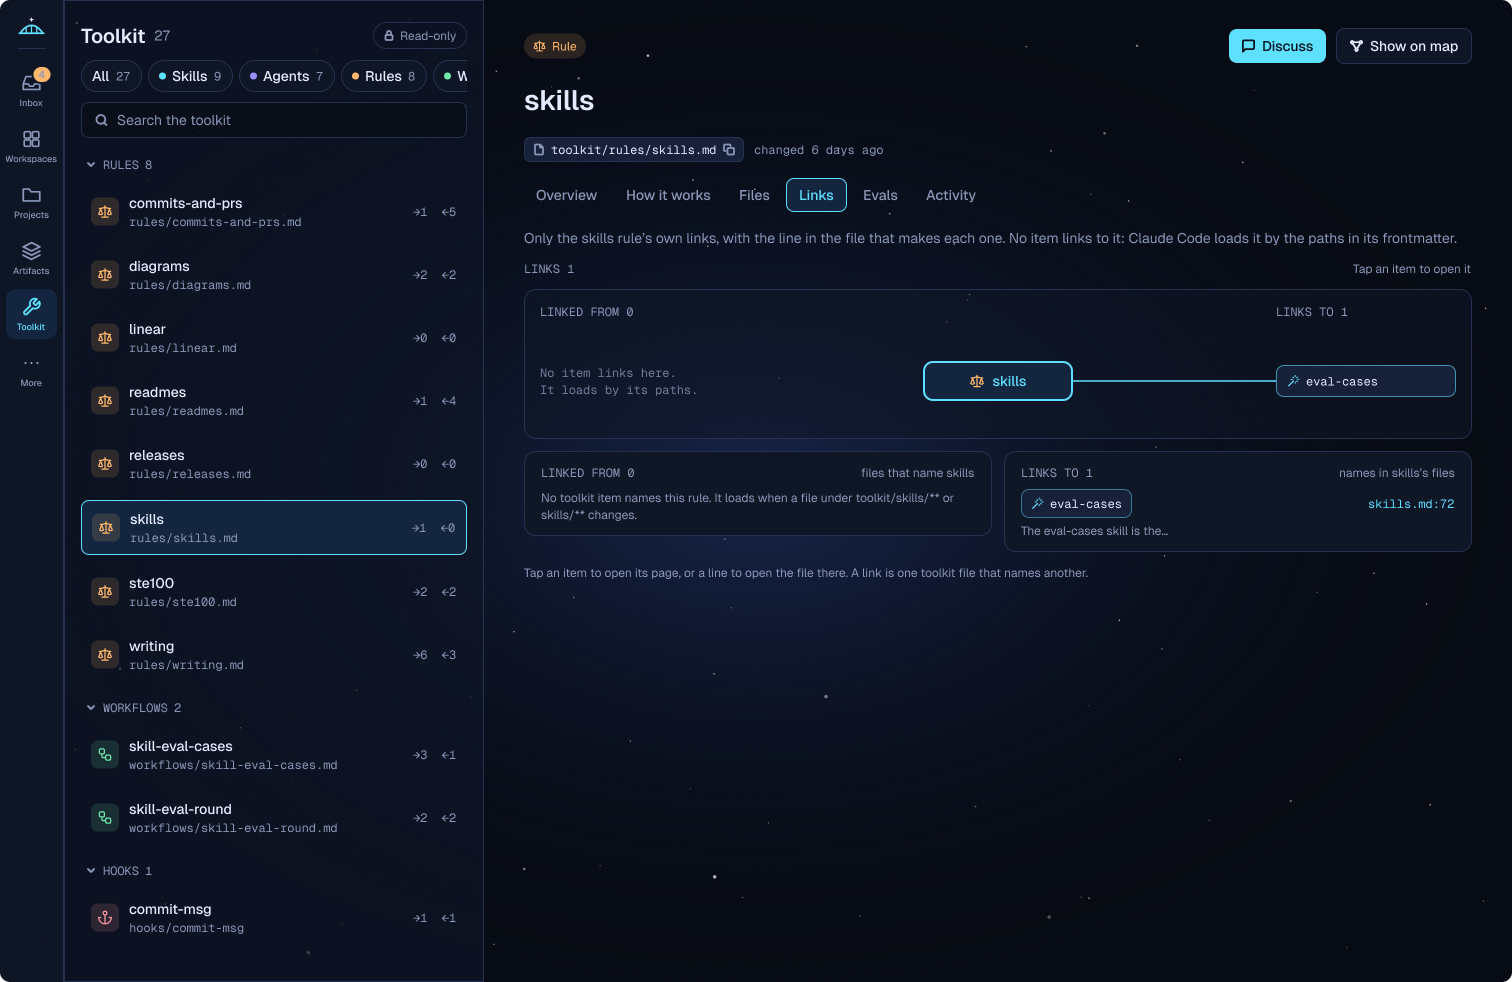 4
Inbox
Workspaces
Projects
Artifacts
Toolkit
More
Toolkit 27
Read-only
All 27
Skills 9
Agents 7
Rules 8
Search the toolkit
RULES 8
commits-and-prs
rules/commits-and-prs.md
→1 ←5
diagrams
rules/diagrams.md
→2 ←2
linear
rules/linear.md
→0 ←0
readmes
rules/readmes.md
→1 ←4
releases
rules/releases.md
→0 ←0
skills
rules/skills.md
→1 ←0
ste100
rules/ste100.md
→2 ←2
writing
rules/writing.md
→6 ←3
WORKFLOWS 2
skill-eval-cases
workflows/skill-eval-cases.md
→3 ←1
skill-eval-round
workflows/skill-eval-round.md
→2 ←2
HOOKS 1
commit-msg
hooks/commit-msg
→1 ←1
Rule
Discuss
Show on map
skills
toolkit/rules/skills.md
changed 6 days ago
Overview
How it works
Files
Links
Evals
Activity
Only the skills rule's own links, with the line in the file that makes each one. No item links to it: Claude Code loads it by the paths in its frontmatter.
LINKS 1
Tap an item to open it
LINKED FROM 0
LINKS TO 1
No item links here.
It loads by its paths.
skills
eval-cases
LINKED FROM 0
files that name skills
No toolkit item names this rule. It loads when a file under toolkit/skills/** or
skills/** changes.
LINKS TO 1
names in skills's files
eval-cases
skills.md:72
The eval-cases skill is the…
Tap an item to open its page, or a line to open the file there. A link is one toolkit file that names another.